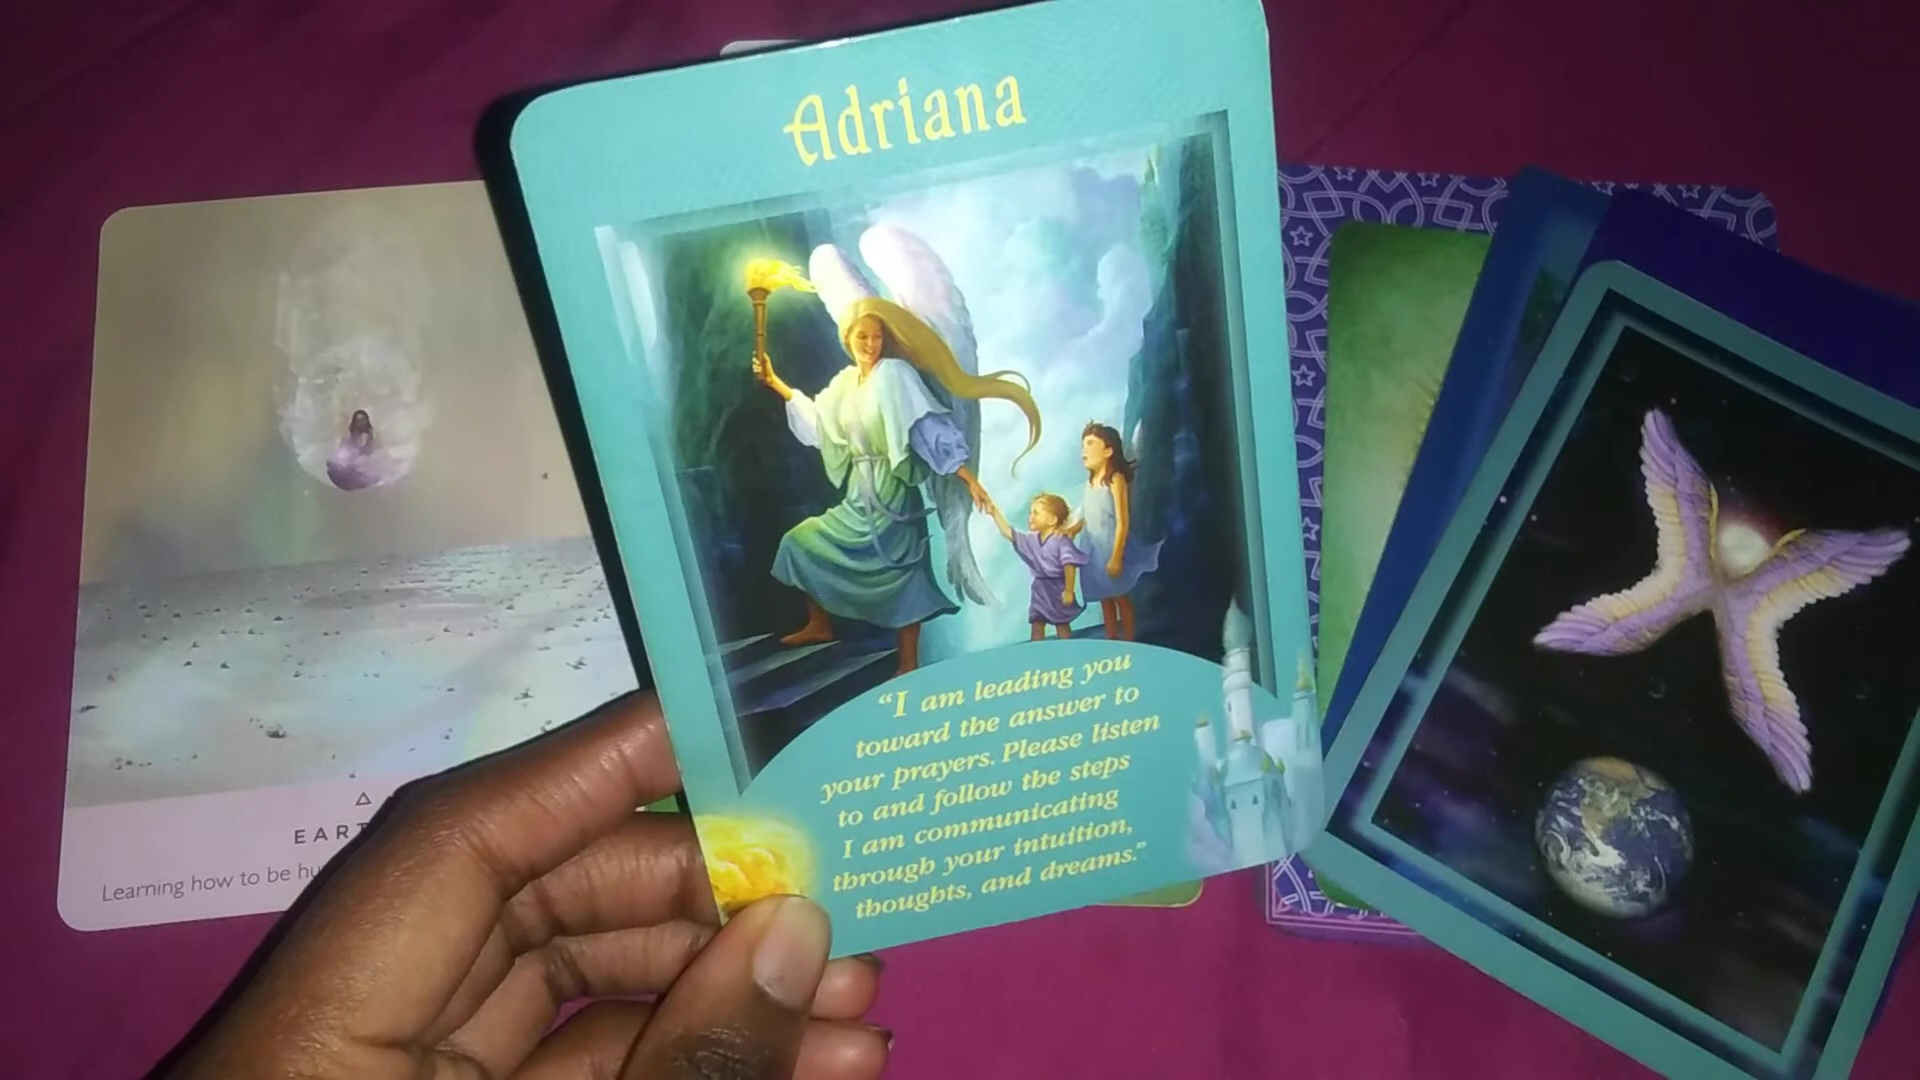 Adriana
"I am leading you
toward the answer to
your prayers. Please listen
to and follow the steps
I am communicating
through your intuition,
thoughts, and dreams."
EART
Learning how to be hu